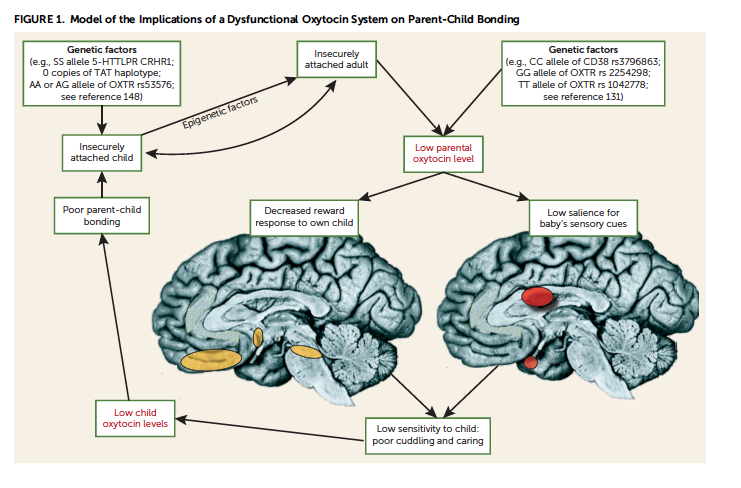 FIGURE 1. Model of the Implications of a Dysfunctional Oxytocin System on Parent-Child Bonding
Genetic factors
(e.g., SS allele 5-HTTLPR CRHR1;
0 copies of TAT haplotype;
AA or AG allele of OXTR rs53576;
see reference 148)
Insecurely
attached adult
Genetic factors
(e.g., CC allele of CD38 rs3796863;
GG allele of OXTR rs 2254298;
TT allele of OXTR rs 1042778;
see reference 131)
Epigenetic factors
Insecurely
attached child
Low parental
oxytocin level
Poor parent-child
bonding
Decreased reward
response to own child
Low salience for
baby's sensory cues
Low child
oxytocin levels
Low sensitivity to child:
poor cuddling and caring